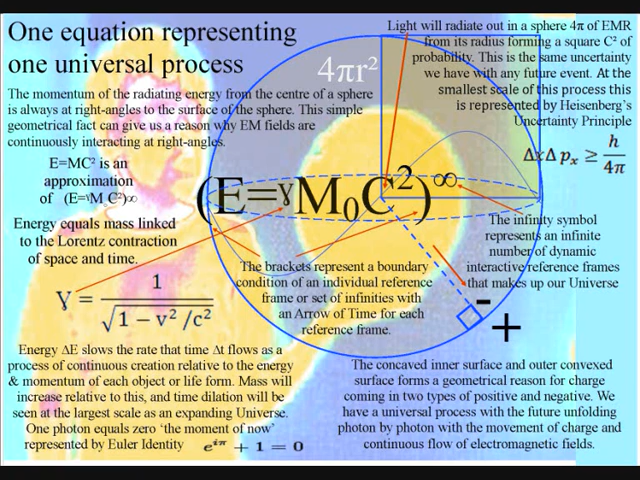 One equation representing
one universal process
The momentum of the radiating energy from the centre of a sphere
is always at right-angles to the surface of the sphere. This simple
geometrical fact can give us a reason why EM fields are
continuously interacting at right-angles.
E=MC² is an
approximation
of (E=ɣM C²)∞
Energy equals mass linked
to the Lorentz contraction
of space and time.
Ɣ = 1 / √(1 − v²/c²)
Energy ΔE slows the rate that time Δt flows as a
process of continuous creation relative to the energy
& momentum of each object or life form. Mass will
increase relative to this, and time dilation will be
seen at the largest scale as an expanding Universe.
One photon equals zero 'the moment of now'
represented by Euler Identity e^{iπ} + 1 = 0
4πr²
(E=ɣM₀C²)∞
The brackets represent a boundary
condition of an individual reference
frame or set of infinities with
an Arrow of Time for each
reference frame.
Light will radiate out in a sphere 4π of EMR
from its radius forming a square C² of
probability. This is the same uncertainty
we have with any future event. At the
smallest scale of this process this
is represented by Heisenberg's
Uncertainty Principle
Δx Δpₓ ≥ h / 4π
The infinity symbol
represents an infinite
number of dynamic
interactive reference frames
that makes up our Universe
-
+
The concaved inner surface and outer convexed
surface forms a geometrical reason for charge
coming in two types of positive and negative. We
have a universal process with the future unfolding
photon by photon with the movement of charge and
continuous flow of electromagnetic fields.